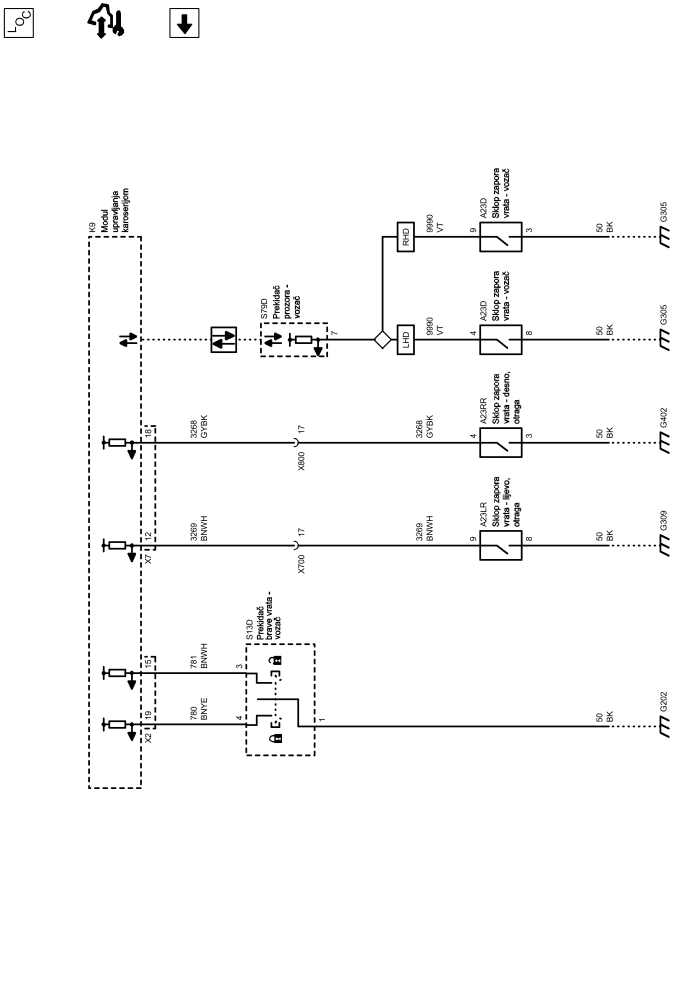 LOC
K9
Modul
upravljanja
karoserijom
X2
19
15
X7
12
18
780
BNYE
781
BNWH
3269
BNWH
3268
GYBK
4
3
S13D
Prekidač
brave vrata -
vozač
1
X700
17
X800
17
S79D
Prekidač
prozora -
vozač
7
LHD
RHD
3269
BNWH
3268
GYBK
9990
VT
9990
VT
9
A23LR
Sklop zapora
vrata - lijevo,
otraga
8
4
A23RR
Sklop zapora
vrata - desno,
otraga
3
4
A23D
Sklop zapora
vrata - vozač
8
9
A23D
Sklop zapora
vrata - vozač
3
50
BK
50
BK
50
BK
50
BK
50
BK
G202
G309
G402
G305
G305